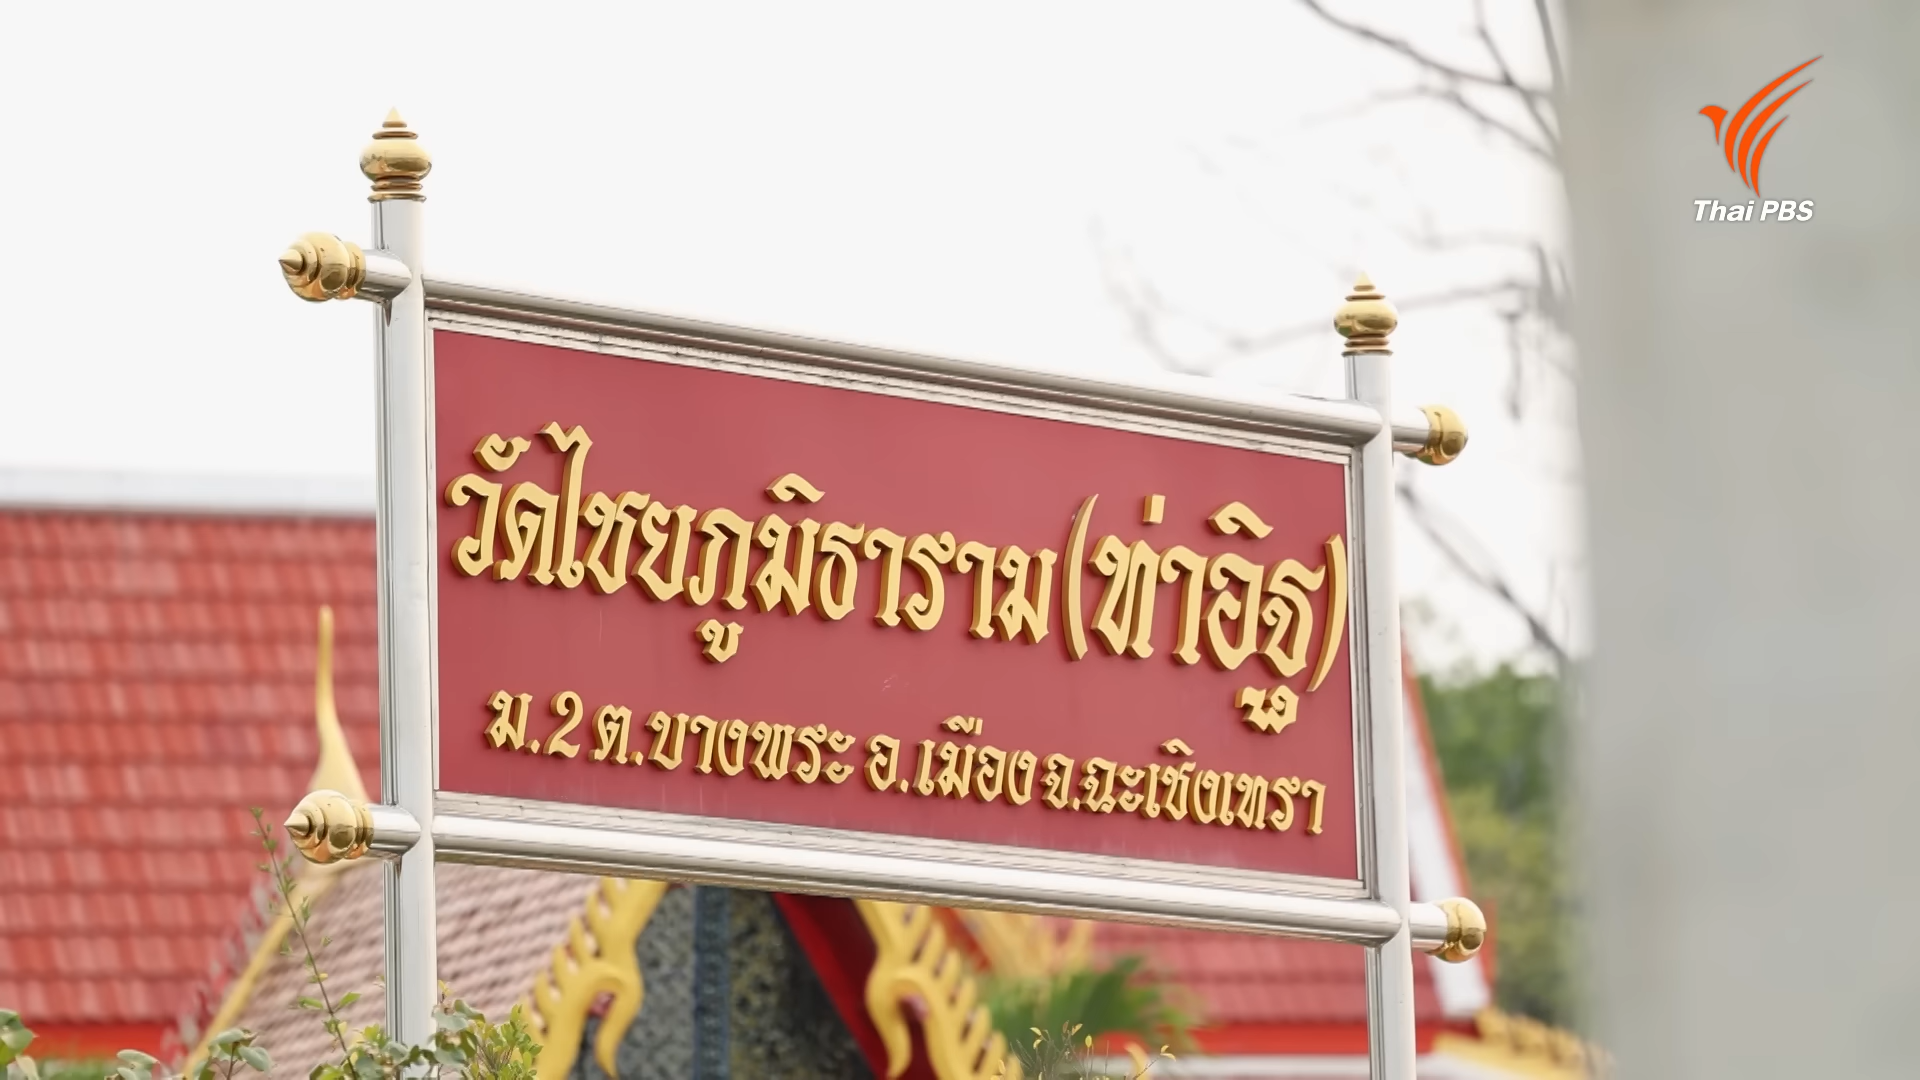 Thai PBS
วัดไชยภูมิธาราม(ท่าอิฐ)
ม.2 ต.บางพระ อ.เมือง จ.ฉะเชิงเทรา